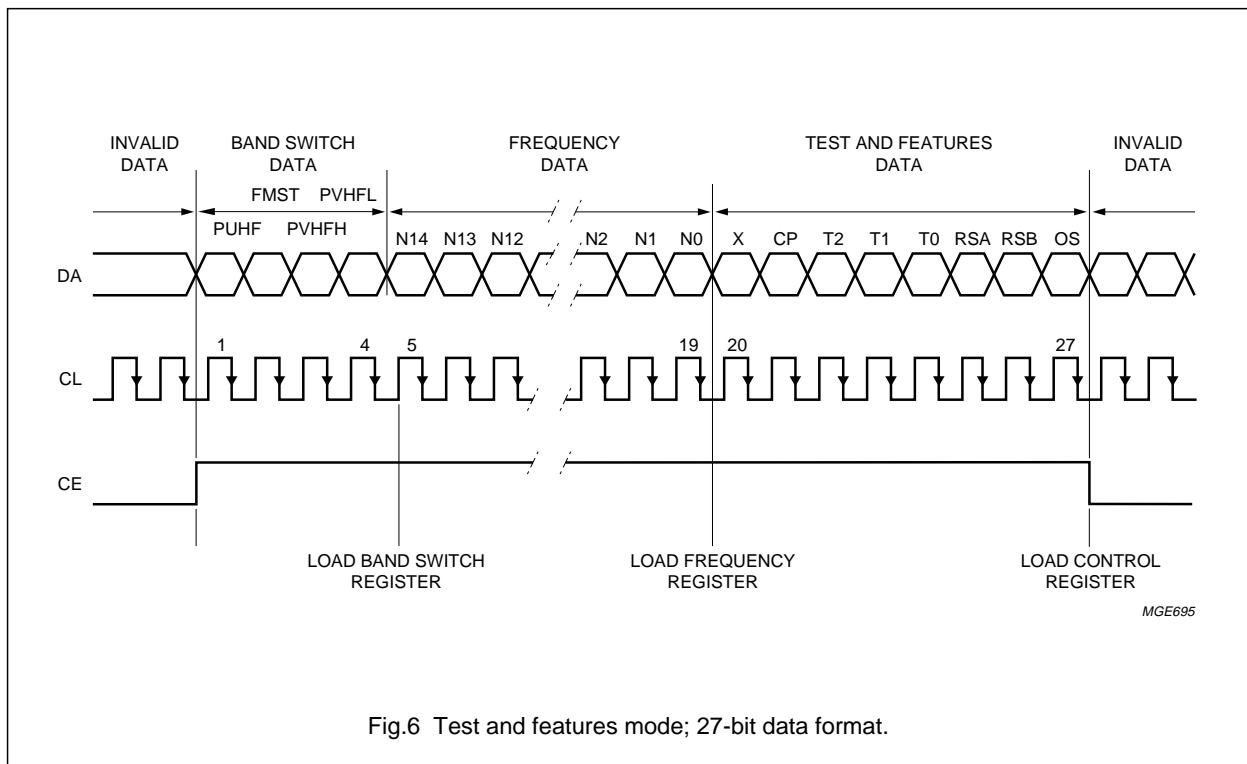 INVALID DATA
BAND SWITCH DATA
FREQUENCY DATA
TEST AND FEATURES DATA
INVALID DATA
FMST PVHFL
PUHF PVHFH
N14 N13 N12 N2 N1 N0 X CP T2 T1 T0 RSA RSB OS
DA
1 4 5 19 20 27
CL
CE
LOAD BAND SWITCH REGISTER
LOAD FREQUENCY REGISTER
LOAD CONTROL REGISTER
MGE695
Fig.6 Test and features mode; 27-bit data format.